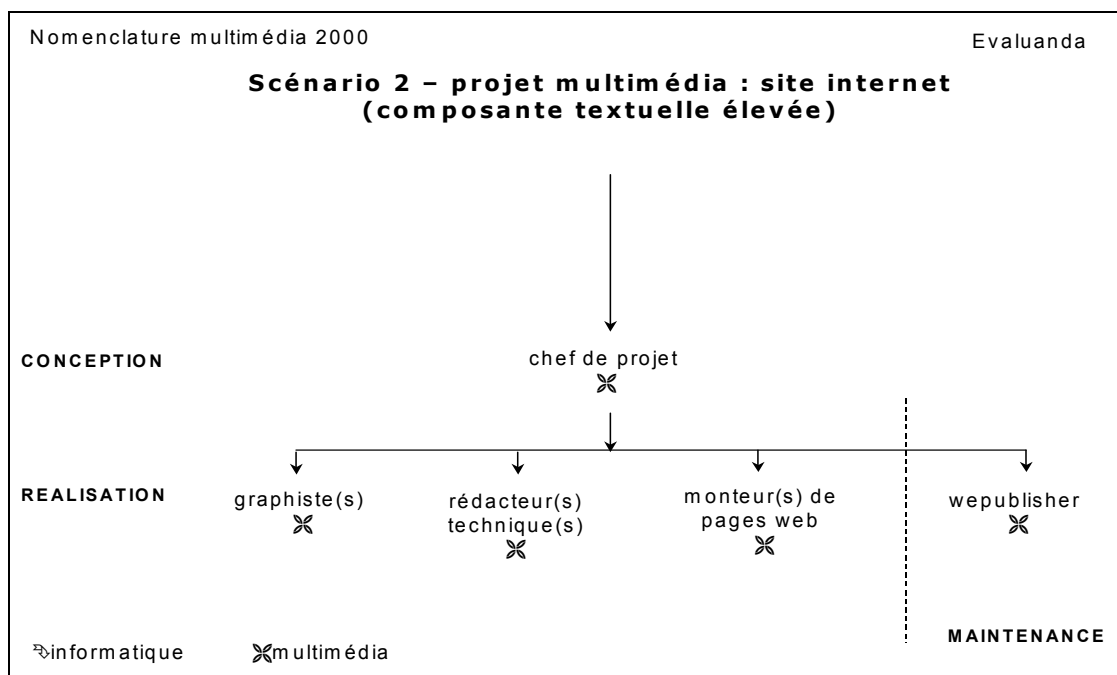 Nomenclature multimédia 2000
Evaluanda
Scénario 2 – projet multimédia : site internet
(composante textuelle élevée)
CONCEPTION
chef de projet
REALISATION
graphiste(s)
rédacteur(s)
technique(s)
monteur(s) de
pages web
wepublisher
MAINTENANCE
informatique
multimédia